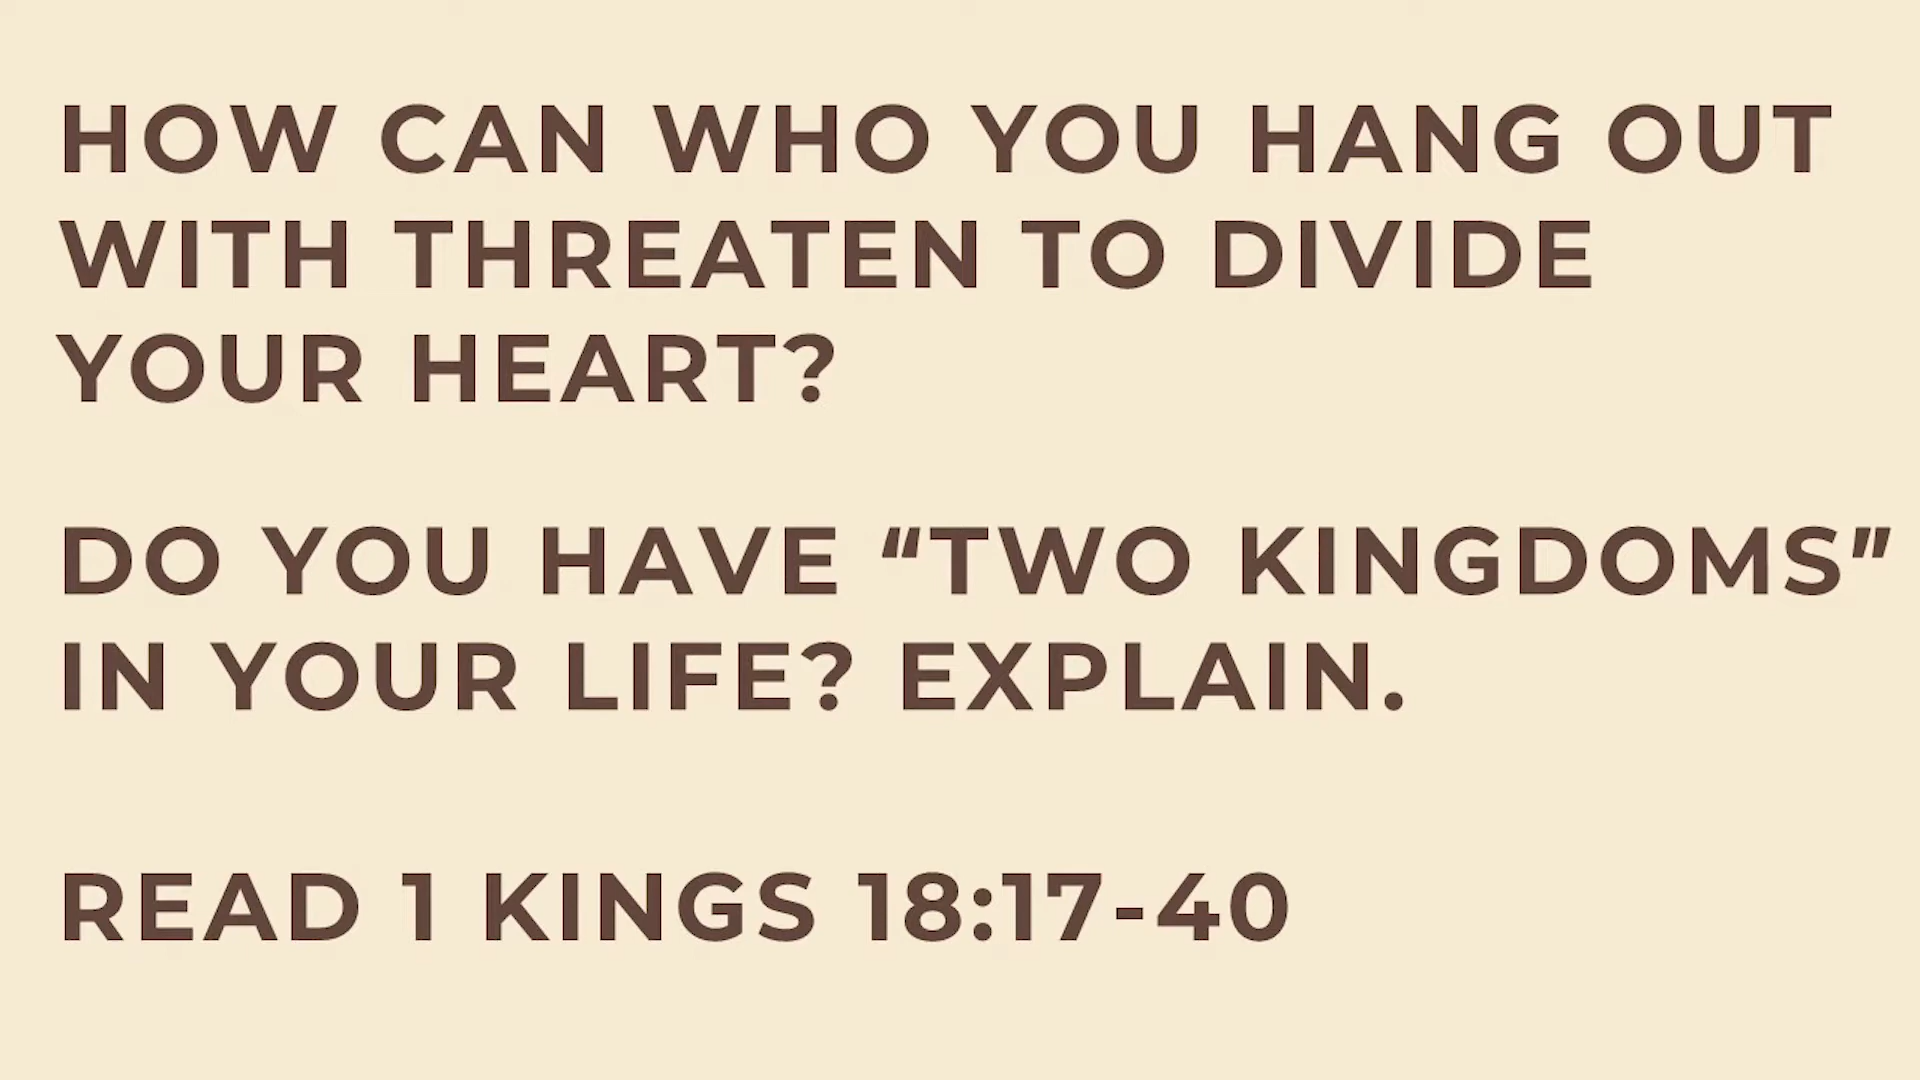 HOW CAN WHO YOU HANG OUT
WITH THREATEN TO DIVIDE
YOUR HEART?
DO YOU HAVE “TWO KINGDOMS”
IN YOUR LIFE? EXPLAIN.
READ 1 KINGS 18:17-40